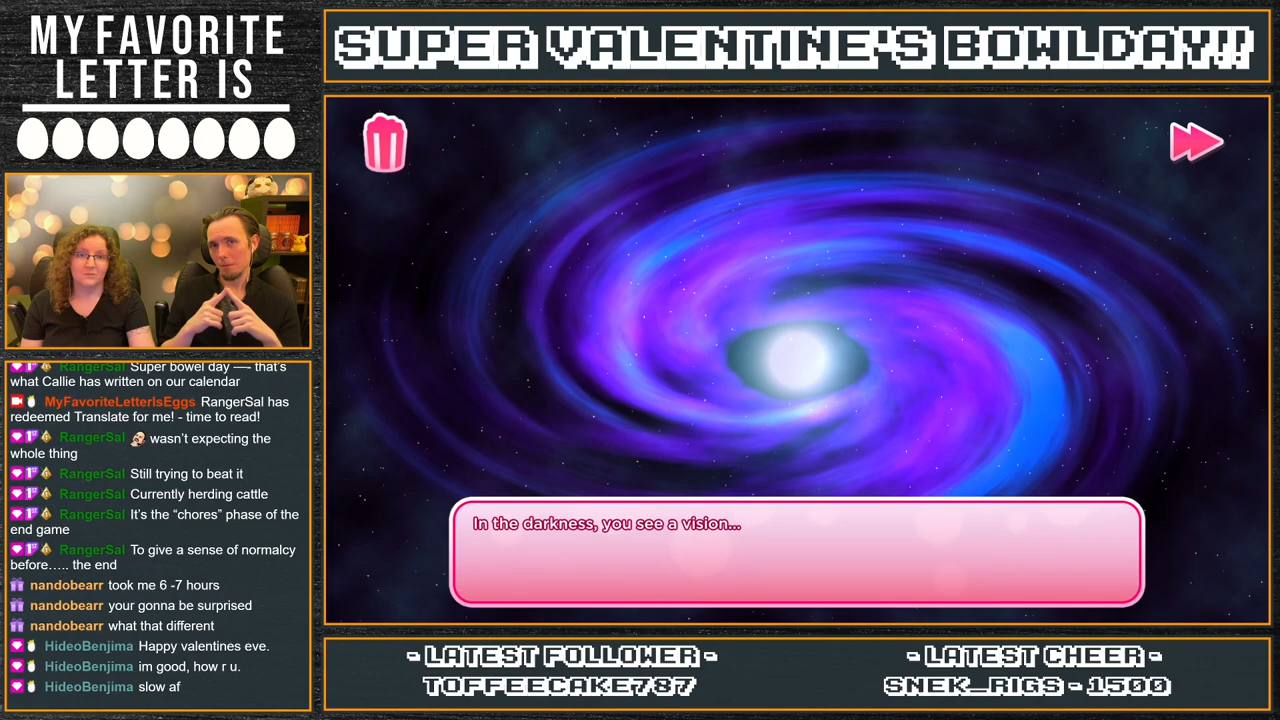 MY FAVORITE
LETTER IS
SUPER VALENTINE'S BOWLDAY!!
RangerSal Super bowel day —- that's
what Callie has written on our calendar
MyFavoriteLetterIsEggs RangerSal has
redeemed Translate for me! - time to read!
RangerSal wasn't expecting the
whole thing
RangerSal Still trying to beat it
RangerSal Currently herding cattle
RangerSal It's the “chores” phase of the
end game
RangerSal To give a sense of normalcy
before..... the end
nandobearr took me 6 -7 hours
nandobearr your gonna be surprised
nandobearr what that different
HideoBenjima Happy valentines eve.
HideoBenjima im good, how r u.
HideoBenjima slow af
In the darkness, you see a vision...
- LATEST FOLLOWER -
TOFFEECAKE787
- LATEST CHEER -
SNEK_RIGS - 1500